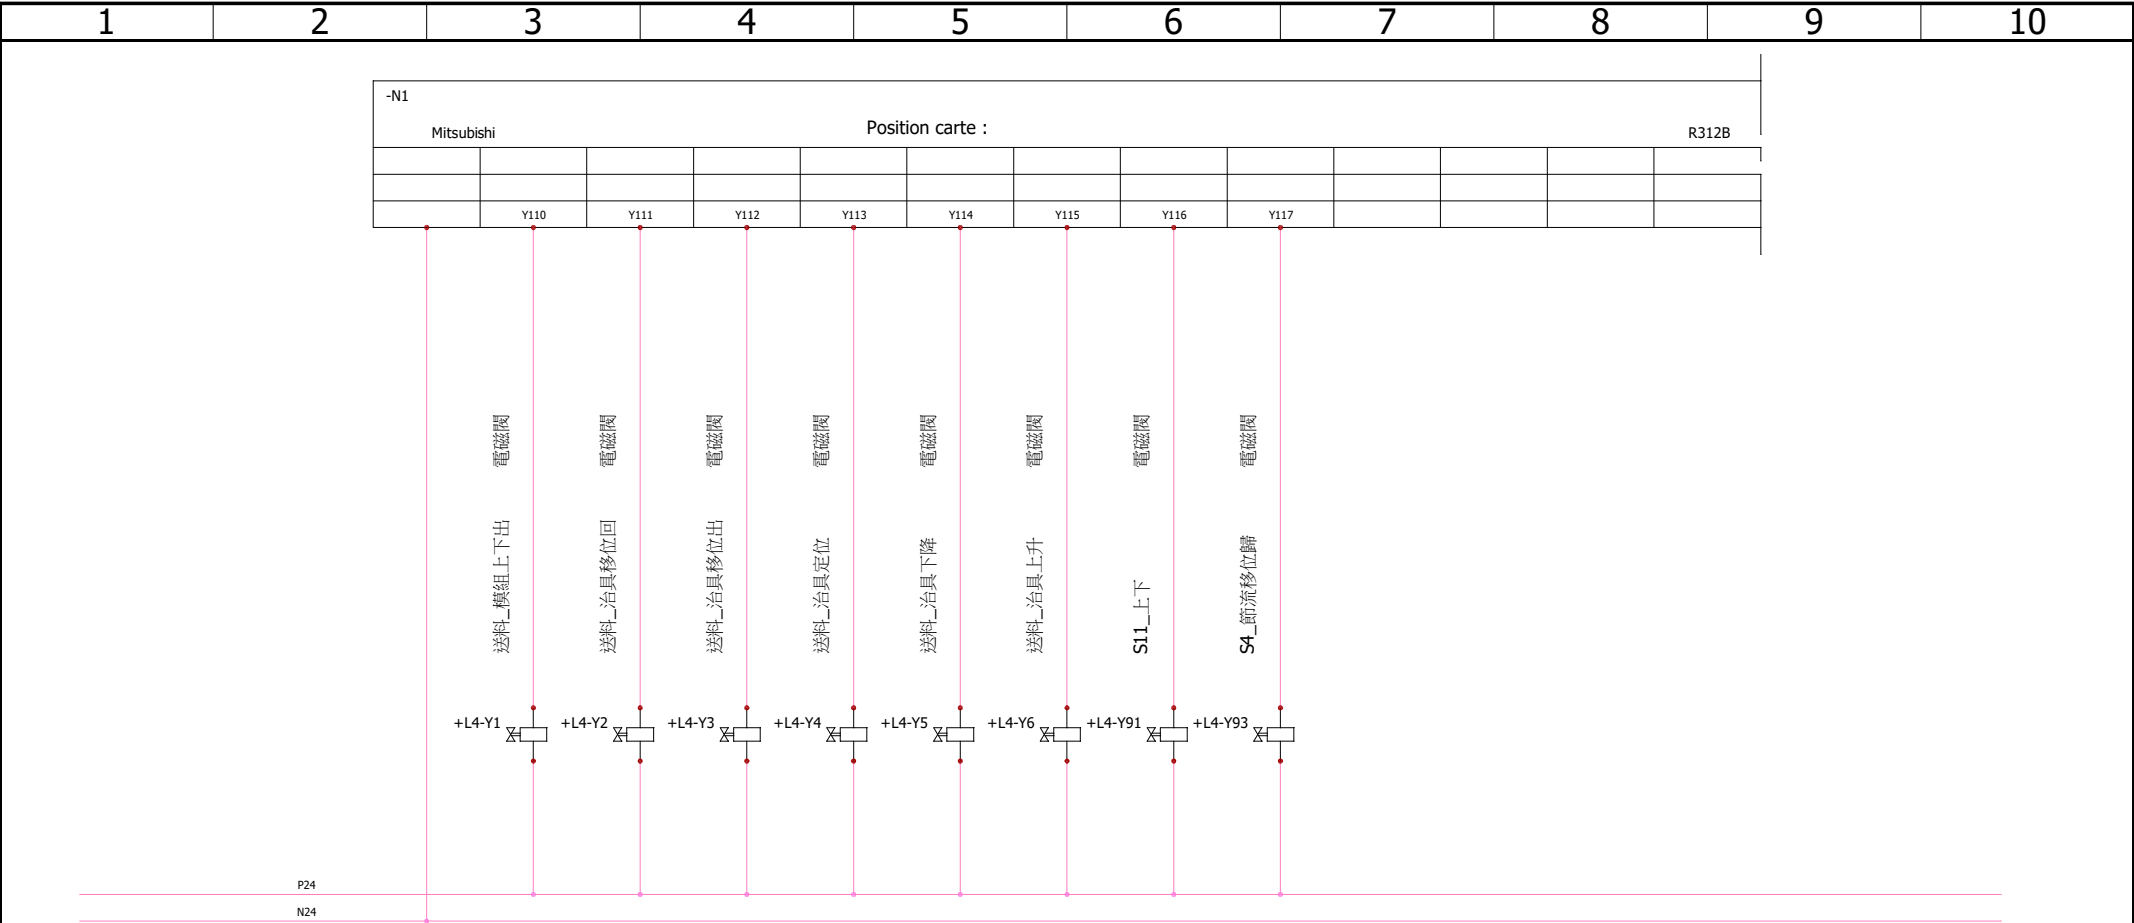 1 2 3 4 5 6 7 8 9 10
-N1
Mitsubishi Position carte : R312B
Y110 Y111 Y112 Y113 Y114 Y115 Y116 Y117
送料_模組上下出 電磁閥
送料_治具移位回 電磁閥
送料_治具移位出 電磁閥
送料_治具定位 電磁閥
送料_治具下降 電磁閥
送料_治具上升 電磁閥
S11_上下 電磁閥
S4_節流移位歸 電磁閥
+L4-Y1 +L4-Y2 +L4-Y3 +L4-Y4 +L4-Y5 +L4-Y6 +L4-Y91 +L4-Y93
P24
N24